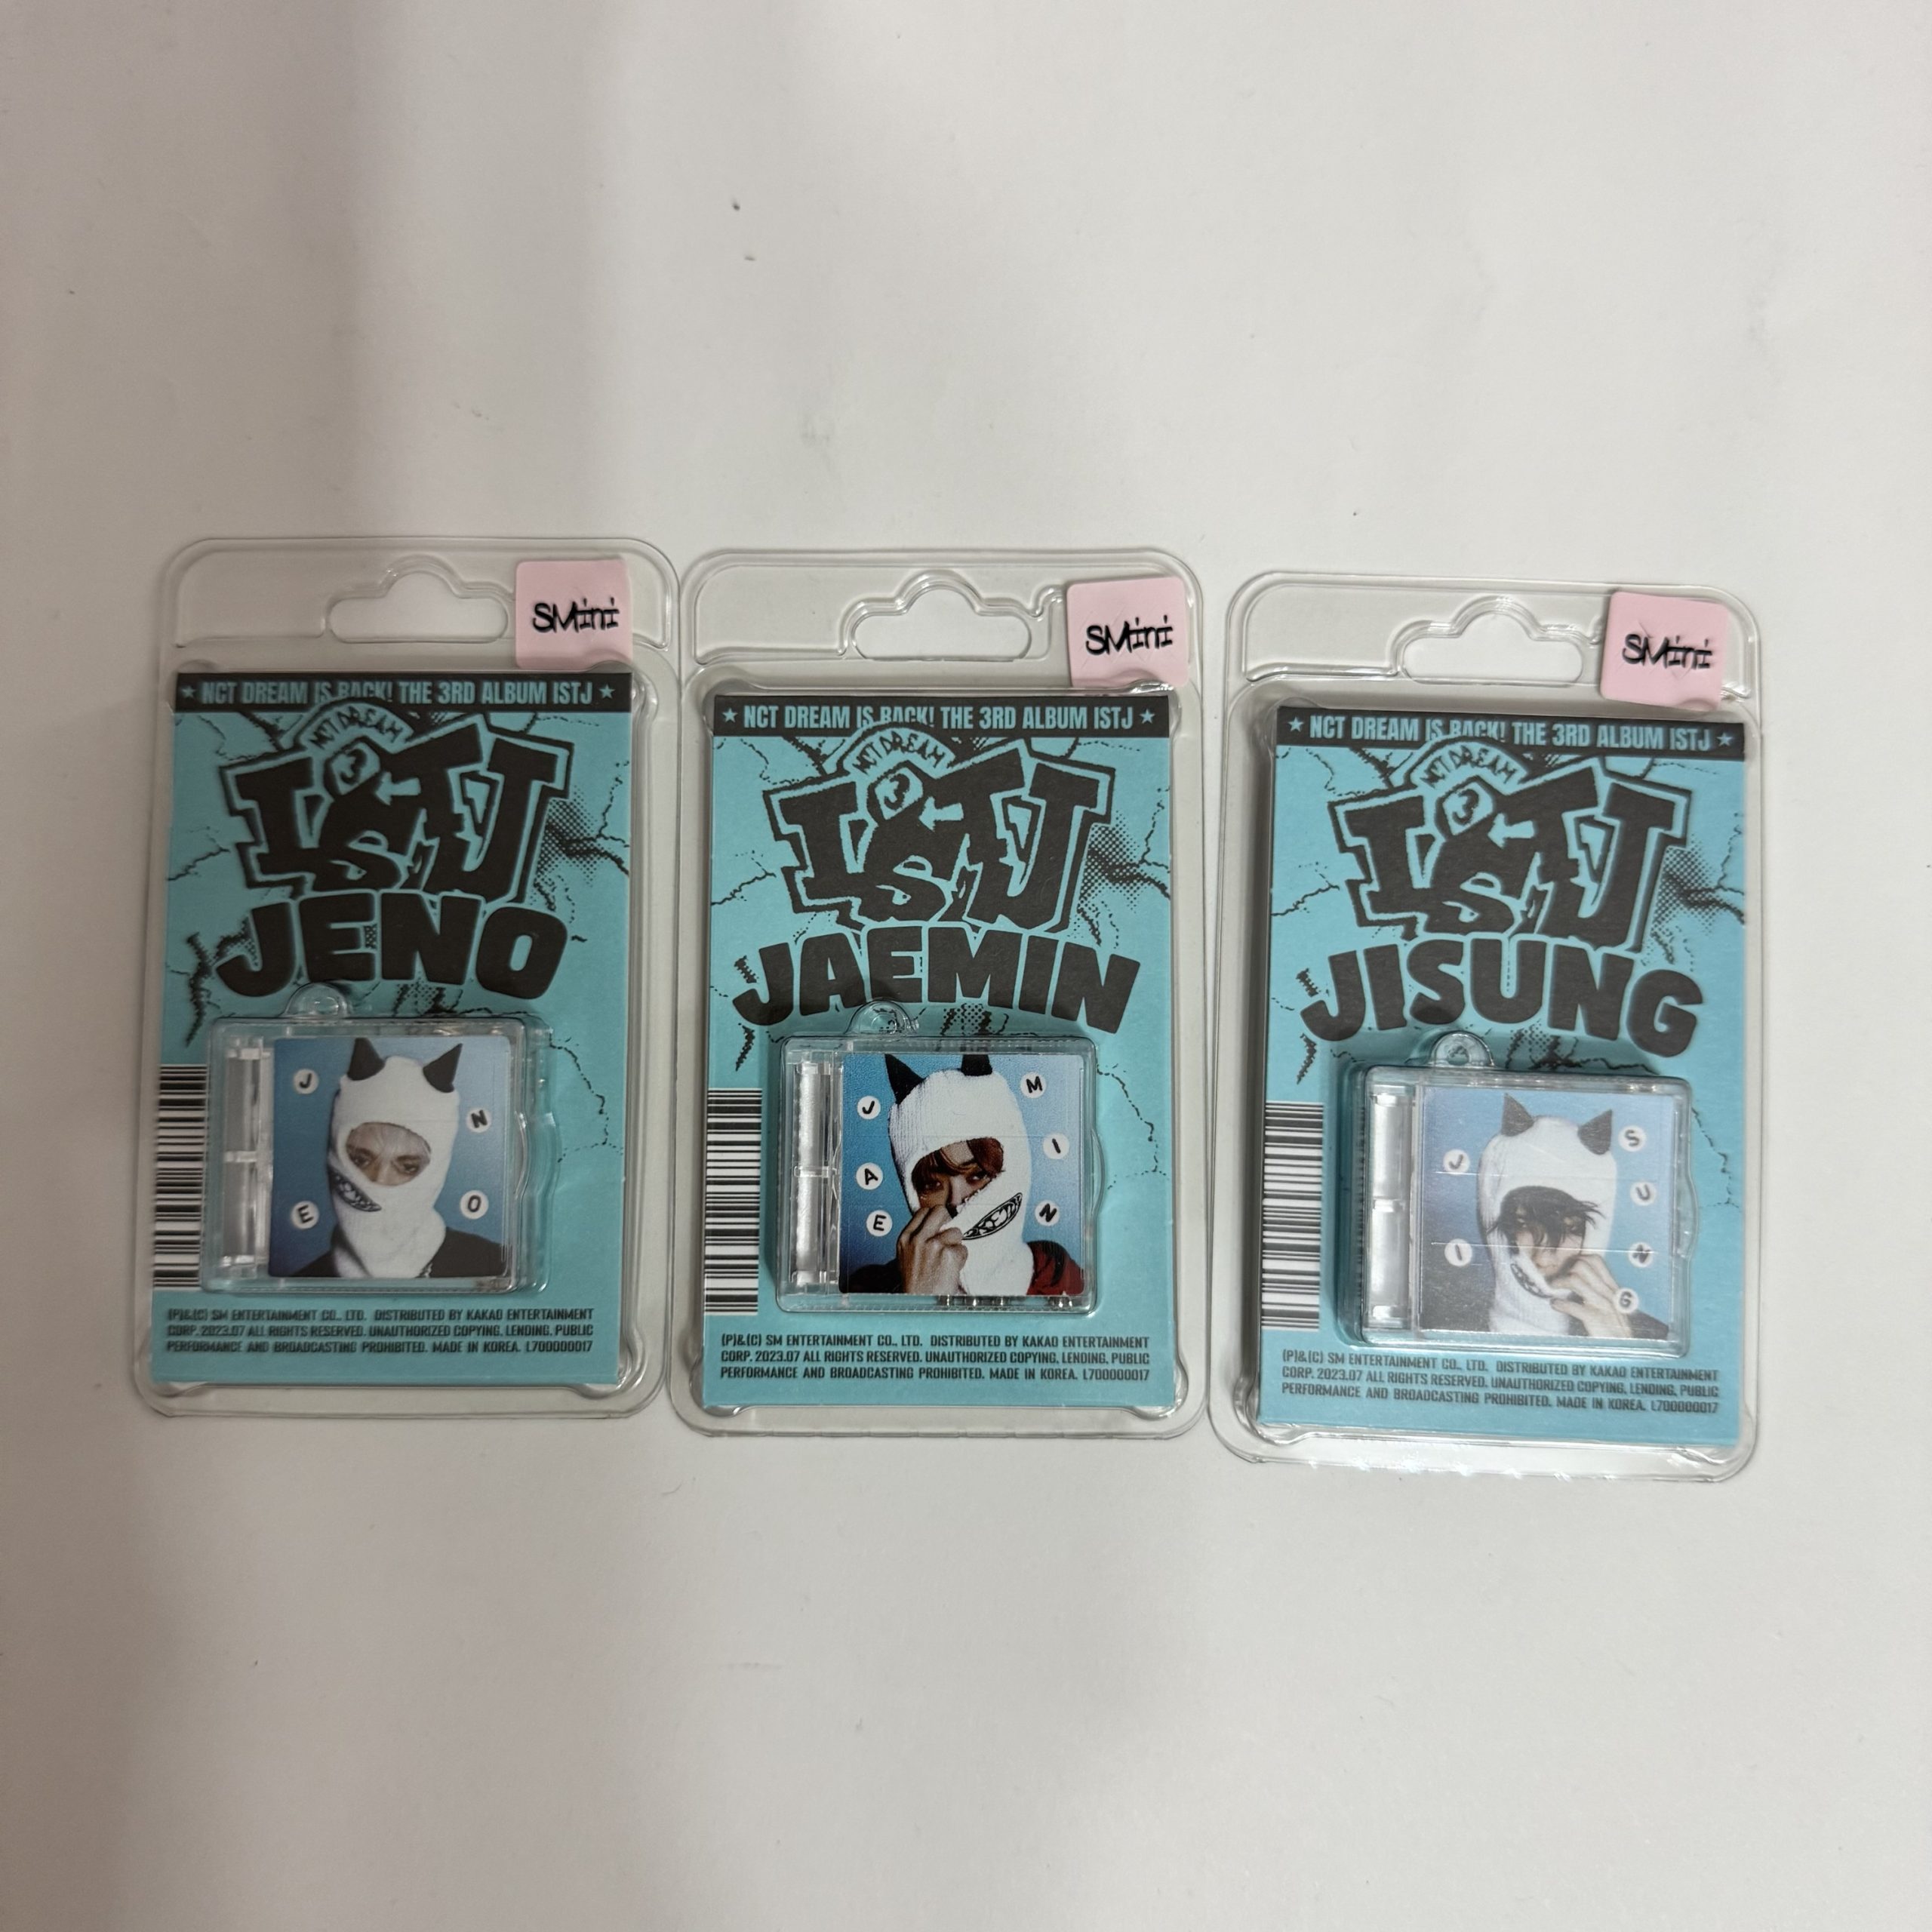 SMini
★ NCT DREAM IS BACK! THE 3RD ALBUM ISTJ ★
NCT DREAM
3
ISTJ
JENO
J
N
E
O
(P)&(C) SM ENTERTAINMENT CO., LTD. DISTRIBUTED BY KAKAO ENTERTAINMENT
CORP. 2023.07 ALL RIGHTS RESERVED. UNAUTHORIZED COPYING, LENDING, PUBLIC
PERFORMANCE AND BROADCASTING PROHIBITED. MADE IN KOREA. L700000017
SMini
★ NCT DREAM IS BACK! THE 3RD ALBUM ISTJ ★
NCT DREAM
3
ISTJ
JAEMIN
J
M
A
I
E
N
(P)&(C) SM ENTERTAINMENT CO., LTD. DISTRIBUTED BY KAKAO ENTERTAINMENT
CORP. 2023.07 ALL RIGHTS RESERVED. UNAUTHORIZED COPYING, LENDING, PUBLIC
PERFORMANCE AND BROADCASTING PROHIBITED. MADE IN KOREA. L700000017
SMini
★ NCT DREAM IS BACK! THE 3RD ALBUM ISTJ ★
NCT DREAM
3
ISTJ
JISUNG
J
S
I
U
N
G
(P)&(C) SM ENTERTAINMENT CO., LTD. DISTRIBUTED BY KAKAO ENTERTAINMENT
CORP. 2023.07 ALL RIGHTS RESERVED. UNAUTHORIZED COPYING, LENDING, PUBLIC
PERFORMANCE AND BROADCASTING PROHIBITED. MADE IN KOREA. L700000017